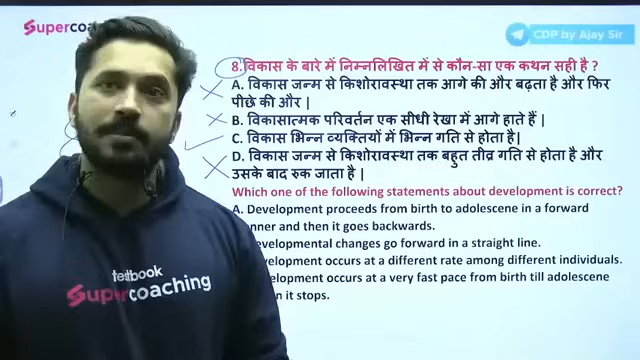 Supercoa
CDP by Ajay Sir
8. विकास के बारे में निम्नलिखित में से कौन-सा एक कथन सही है ?
A. विकास जन्म से किशोरावस्था तक आगे की और बढ़ता है और फिर
पीछे की और |
B. विकासात्मक परिवर्तन एक सीधी रेखा में आगे हाते हैं |
C. विकास भिन्न व्यक्तियों में भिन्न गति से होता है|
D. विकास जन्म से किशोरावस्था तक बहुत तीव्र गति से होता है और
उसके बाद रुक जाता है |
Which one of the following statements about development is correct?
A. Development proceeds from birth to adolescene in a forward
nner and then it goes backwards.
evelopmental changes go forward in a straight line.
velopment occurs at a different rate among different individuals.
elopment occurs at a very fast pace from birth till adolescene
n it stops.
testbook
Supercoaching